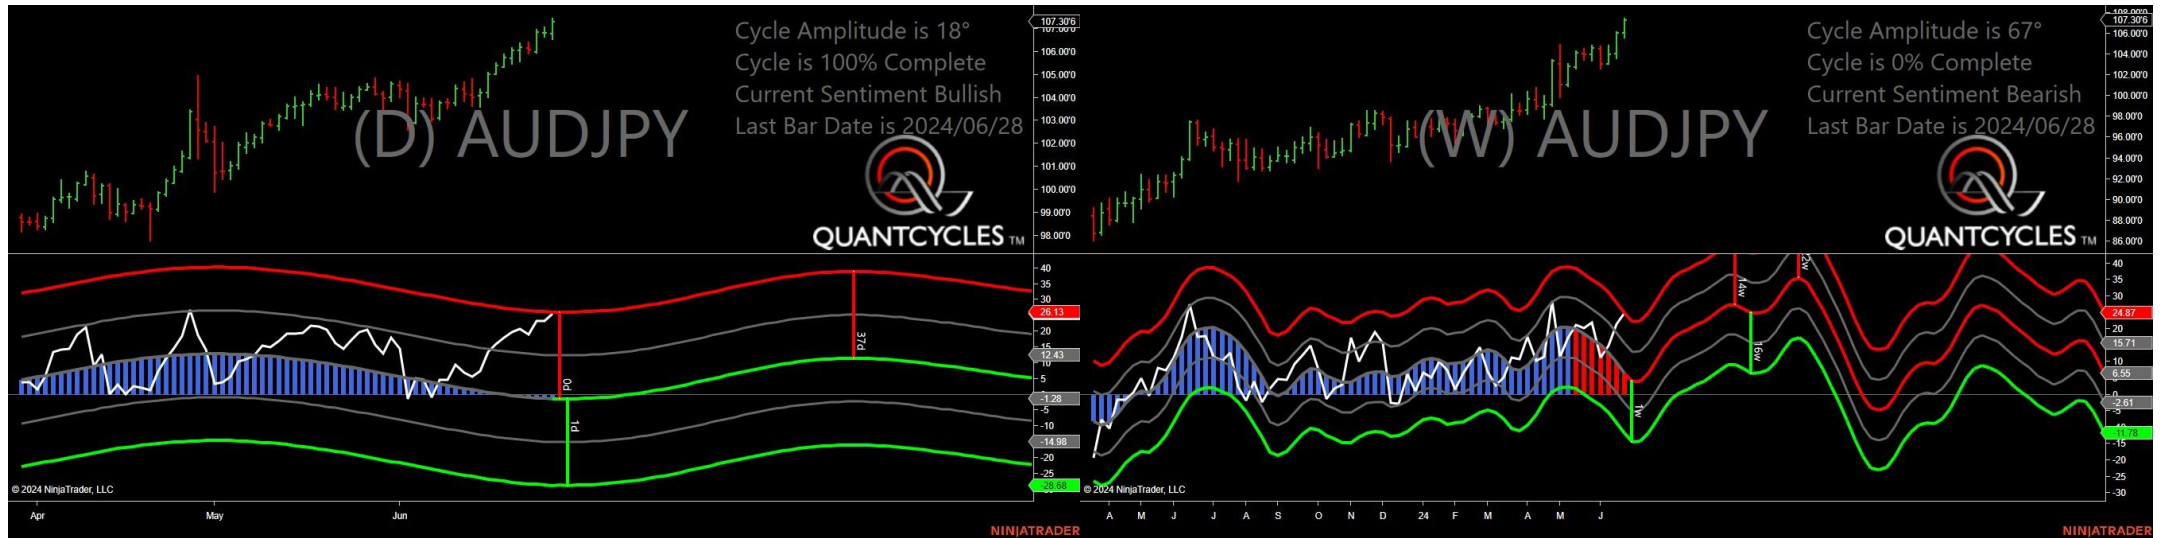 Cycle Amplitude is 18°
Cycle is 100% Complete
Current Sentiment Bullish
Last Bar Date is 2024/06/28
(D) AUDJPY
QUANTCYCLES TM
107.30'6
106.00'0
105.00'0
104.00'0
103.00'0
102.00'0
101.00'0
100.00'0
99.00'0
98.00'0
40
35
30
26.13
20
15
12.43
5
-1.28
-5
-10
-14.98
-20
-25
-28.68
0d
1d
37d
© 2024 NinjaTrader, LLC
Apr May Jun
NINJATRADER
Cycle Amplitude is 67°
Cycle is 0% Complete
Current Sentiment Bearish
Last Bar Date is 2024/06/28
(W) AUDJPY
QUANTCYCLES TM
108.00'0
107.30'6
106.00'0
104.00'0
102.00'0
100.00'0
98.00'0
96.00'0
94.00'0
92.00'0
90.00'0
88.00'0
86.00'0
40
35
30
24.87
20
15.71
10
6.55
0
-2.61
-5
-11.78
-15
-20
-25
-30
1w
14w
16w
© 2024 NinjaTrader, LLC
A M J J A S O N D 24 F M A M J
NINJATRADER